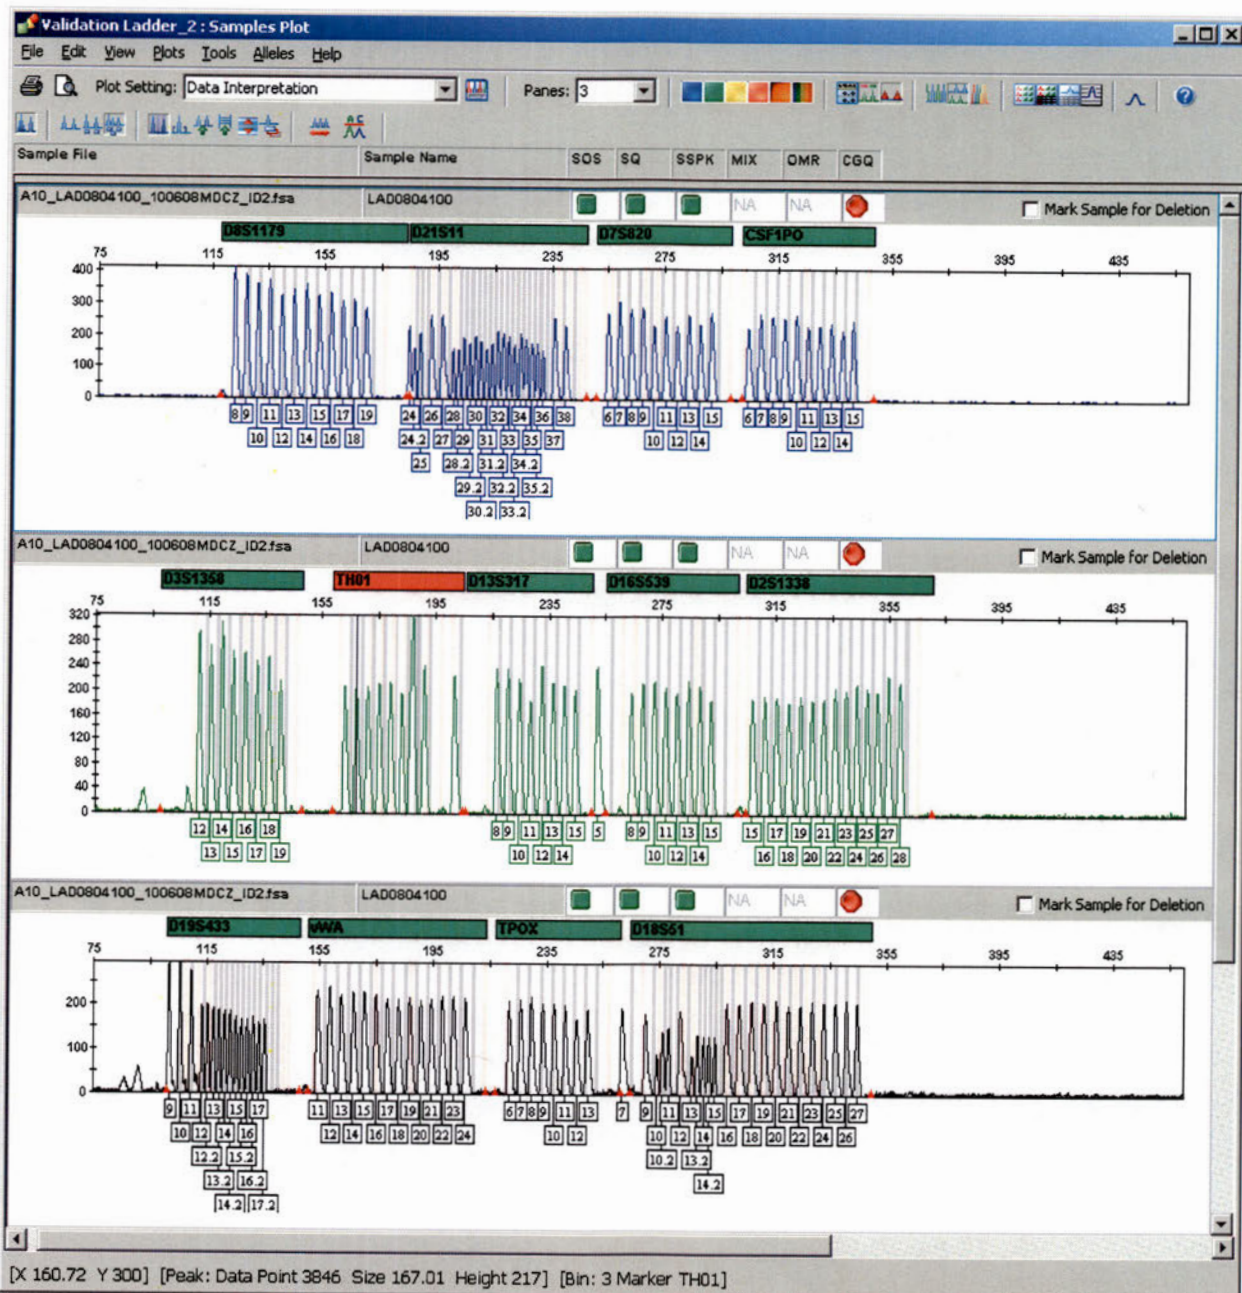 Validation Ladder_2 : Samples Plot
File Edit View Plots Tools Alleles Help
Plot Setting: Data Interpretation Panes: 3
Sample File Sample Name SOS SQ SSPK MIX OMR CGQ
A10_LAD0804100_100608MDCZ_ID2.fsa LAD0804100 NA NA Mark Sample for Deletion
D8S1179 D21S11 D7S820 CSF1PO
75 115 155 195 235 275 315 355 395 435
400
300
200
100
0
8 9 11 13 15 17 19 24 26 28 30 32 34 36 38 6 7 8 9 11 13 15 6 7 8 9 11 13 15
10 12 14 16 18 24.2 27 29 31 33 35 37 10 12 14 10 12 14
25 28.2 31.2 34.2
29.2 32.2 35.2
30.2 33.2
A10_LAD0804100_100608MDCZ_ID2.fsa LAD0804100 NA NA Mark Sample for Deletion
D3S1358 TH01 D13S317 D16S539 D2S1338
75 115 155 195 235 275 315 355 395 435
320
280
240
200
160
120
80
40
0
12 14 16 18 8 9 11 13 15 5 8 9 11 13 15 15 17 19 21 23 25 27
13 15 17 19 10 12 14 10 12 14 16 18 20 22 24 26 28
A10_LAD0804100_100608MDCZ_ID2.fsa LAD0804100 NA NA Mark Sample for Deletion
D19S433 vWA TPOX D18S51
75 115 155 195 235 275 315 355 395 435
200
100
0
9 11 13 15 17 11 13 15 17 19 21 23 6 7 8 9 11 13 7 9 11 13 15 17 19 21 23 25 27
10 12 14 16 12 14 16 18 20 22 24 10 12 10 12 14 16 18 20 22 24 26
12.2 15.2 10.2 13.2
13.2 16.2 14.2
14.2 17.2
[X 160.72 Y 300] [Peak: Data Point 3846 Size 167.01 Height 217] [Bin: 3 Marker TH01]